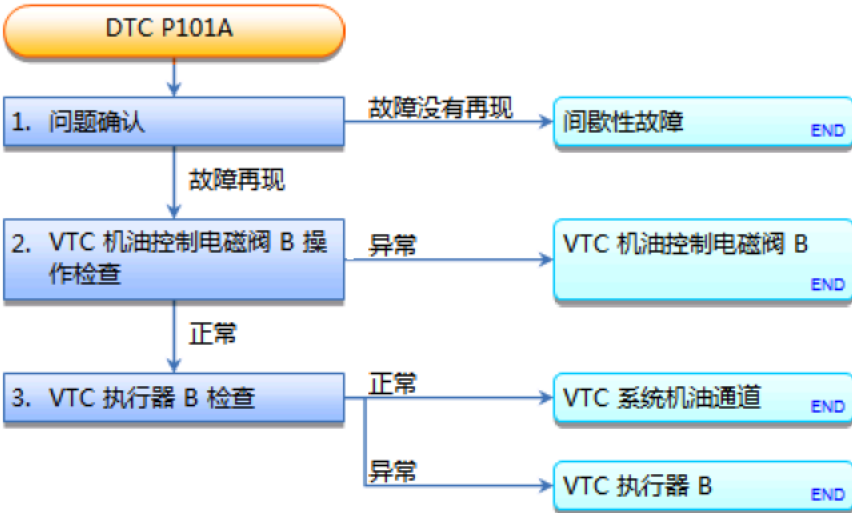 DTC P101A
1. 问题确认
故障没有再现
间歇性故障
END
故障再现
2. VTC 机油控制电磁阀 B 操
作检查
异常
VTC 机油控制电磁阀 B
END
正常
3. VTC 执行器 B 检查
正常
VTC 系统机油通道
END
异常
VTC 执行器 B
END